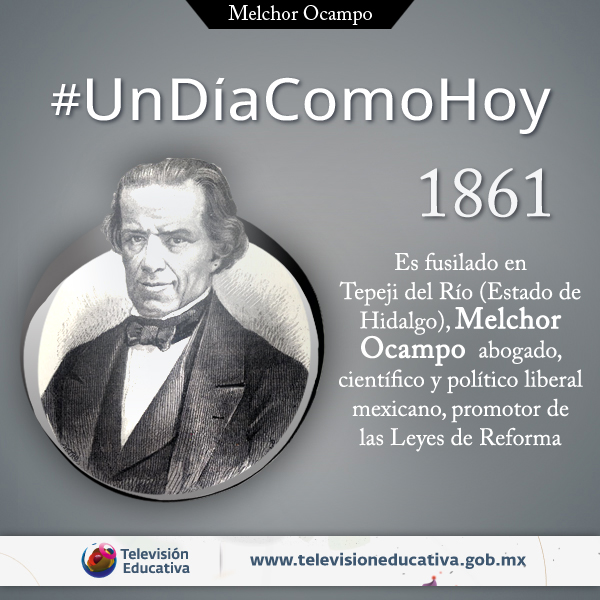 Melchor Ocampo
#UnDíaComoHoy
1861
Es fusilado en
Tepeji del Río (Estado de
Hidalgo), Melchor
Ocampo abogado,
científico y político liberal
mexicano, promotor de
las Leyes de Reforma
Televisión
Educativa
www.televisioneducativa.gob.mx